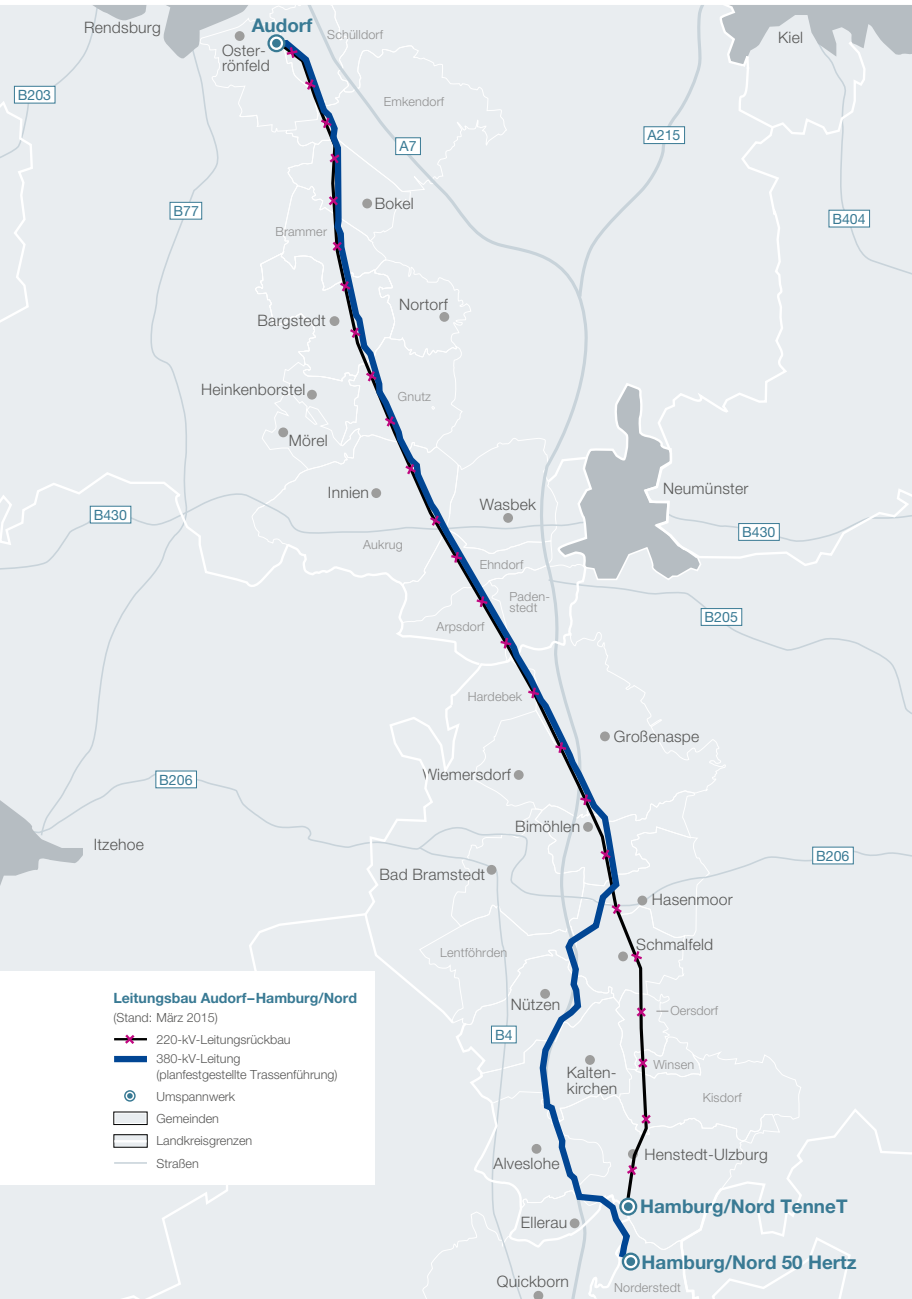 Rendsburg
Audorf
Schülldorf
Kiel
Oster-
rönfeld
B203
Emkendorf
A7
A215
B77
Bokel
B404
Brammer
Nortorf
Bargstedt
Heinkenborstel
Gnutz
Mörel
Innien
Wasbek
Neumünster
B430
B430
Aukrug
Ehndorf
Paden-
stedt
B205
Arpsdorf
Hardebek
Großenaspe
B206
Wiemersdorf
Bimöhlen
Itzehoe
B206
Bad Bramstedt
Hasenmoor
Schmalfeld
Lentföhrden
Nützen
Oersdorf
B4
Winsen
Kalten-
kirchen
Kisdorf
Henstedt-Ulzburg
Alveslohe
Hamburg/Nord TenneT
Ellerau
Hamburg/Nord 50 Hertz
Quickborn
Norderstedt
Leitungsbau Audorf–Hamburg/Nord
(Stand: März 2015)
220-kV-Leitungsrückbau
380-kV-Leitung
(planfestgestellte Trassenführung)
Umspannwerk
Gemeinden
Landkreisgrenzen
Straßen